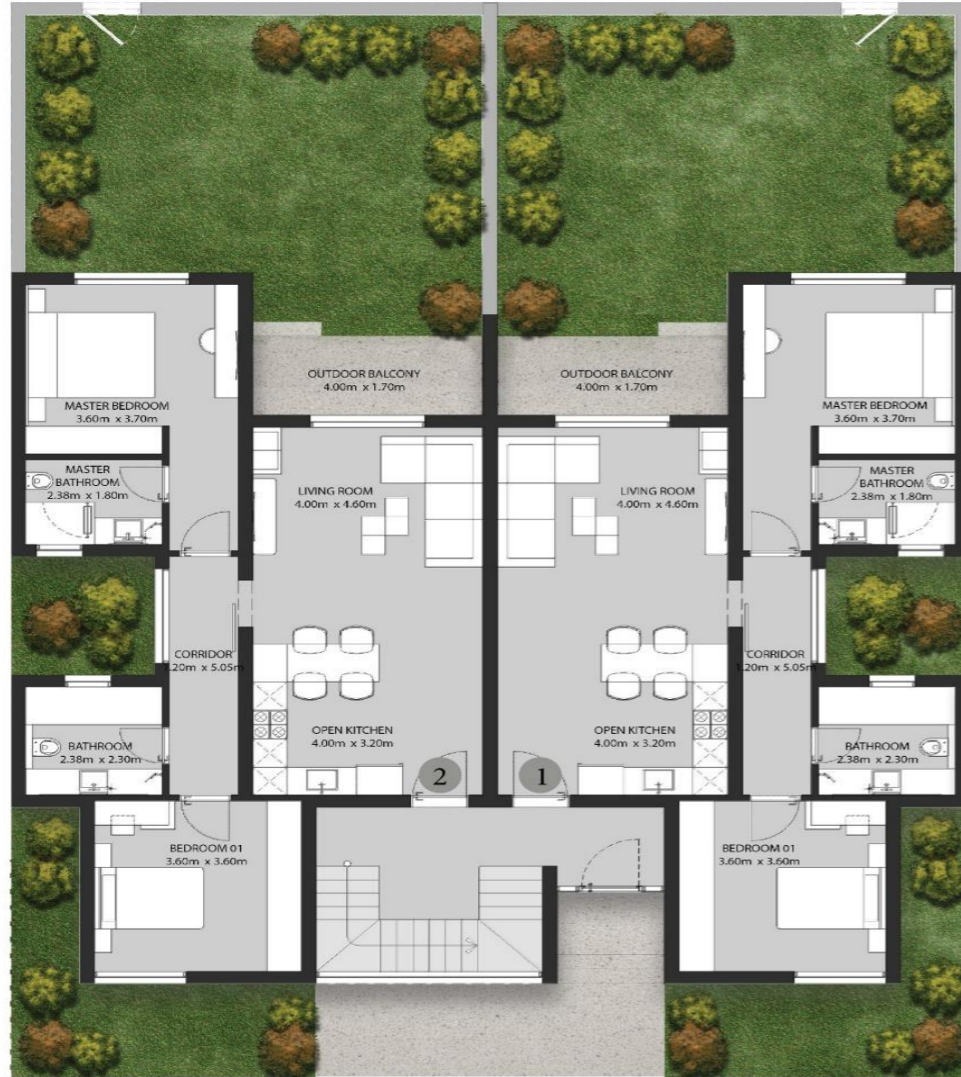 OUTDOOR BALCONY
4.00m x 1.70m
OUTDOOR BALCONY
4.00m x 1.70m
MASTER BEDROOM
3.60m x 3.70m
MASTER BEDROOM
3.60m x 3.70m
MASTER
BATHROOM
2.38m x 1.80m
LIVING ROOM
4.00m x 4.60m
LIVING ROOM
4.00m x 4.60m
MASTER
BATHROOM
2.38m x 1.80m
CORRIDOR
1.20m x 5.05m
CORRIDOR
1.20m x 5.05m
BATHROOM
2.38m x 2.30m
OPEN KITCHEN
4.00m x 3.20m
OPEN KITCHEN
4.00m x 3.20m
BATHROOM
2.38m x 2.30m
2
1
BEDROOM 01
3.60m x 3.60m
BEDROOM 01
3.60m x 3.60m